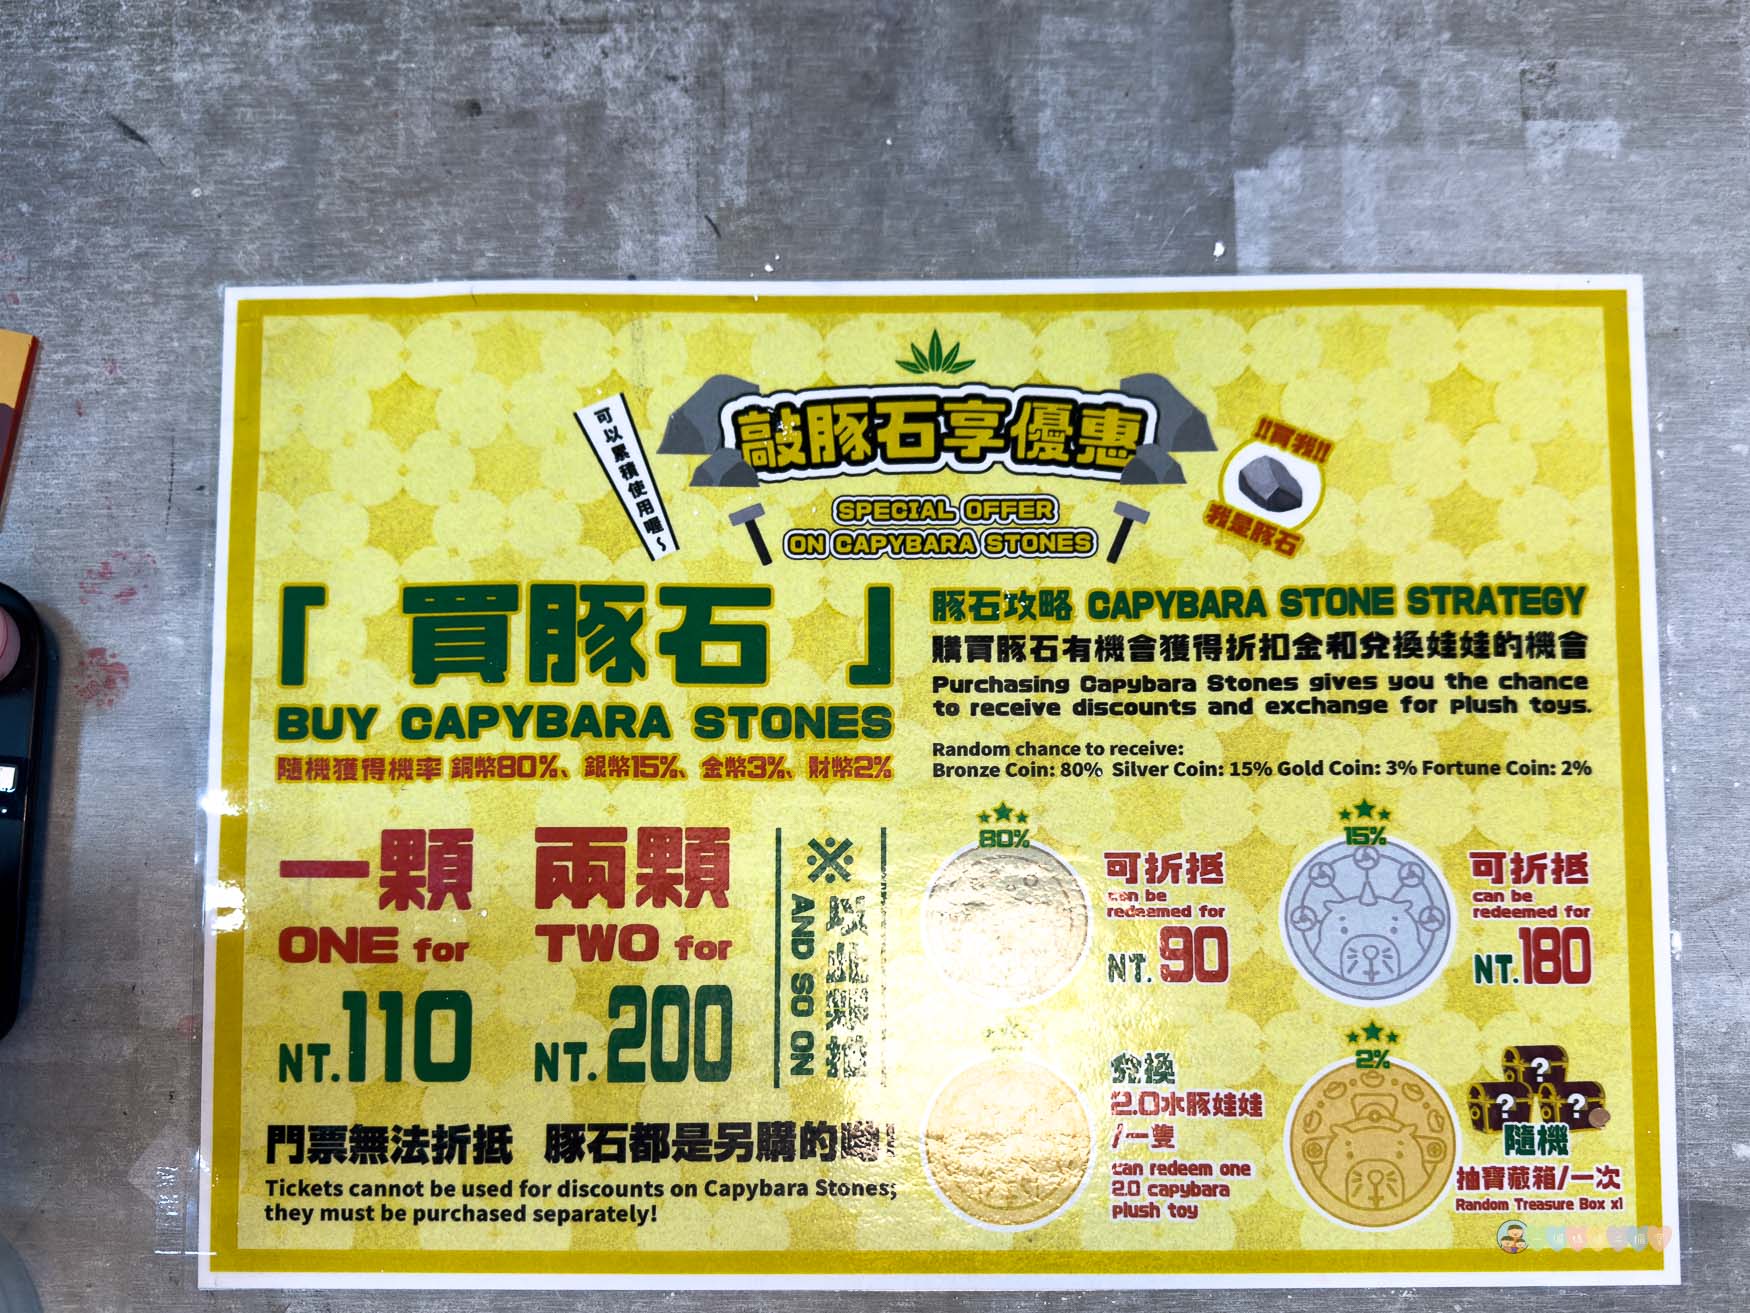 可以累積使用喔~
敲豚石享優惠
SPECIAL OFFER
ON CAPYBARA STONES
!!買我!!
我是豚石
「買豚石」
BUY CAPYBARA STONES
隨機獲得機率 銅幣80%、銀幣15%、金幣3%、財幣2%
一顆
ONE for
NT.110
兩顆
TWO for
NT.200
※以此類推
AND SO ON
門票無法折抵 豚石都是另購的喲!
Tickets cannot be used for discounts on Capybara Stones;
they must be purchased separately!
豚石攻略 CAPYBARA STONE STRATEGY
購買豚石有機會獲得折扣金和兌換娃娃的機會
Purchasing Capybara Stones gives you the chance
to receive discounts and exchange for plush toys.
Random chance to receive:
Bronze Coin: 80% Silver Coin: 15% Gold Coin: 3% Fortune Coin: 2%
80%
可折抵
can be
redeemed for
NT.90
15%
可折抵
can be
redeemed for
NT.180
兌換
2.0水豚娃娃
/一隻
can redeem one
2.0 capybara
plush toy
2%
? ? ?
隨機
抽寶藏箱/一次
Random Treasure Box x1